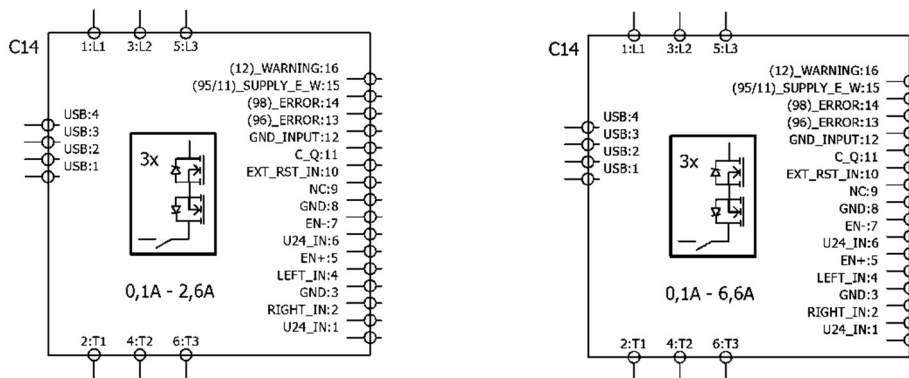 C14
1:L1 3:L2 5:L3
(12)_WARNING:16
(95/11)_SUPPLY_E_W:15
(98)_ERROR:14
(96)_ERROR:13
GND_INPUT:12
C_Q:11
EXT_RST_IN:10
NC:9
GND:8
EN-:7
U24_IN:6
EN+:5
LEFT_IN:4
GND:3
RIGHT_IN:2
U24_IN:1
USB:4
USB:3
USB:2
USB:1
3x
0,1A - 2,6A
2:T1 4:T2 6:T3
C14
1:L1 3:L2 5:L3
(12)_WARNING:16
(95/11)_SUPPLY_E_W:15
(98)_ERROR:14
(96)_ERROR:13
GND_INPUT:12
C_Q:11
EXT_RST_IN:10
NC:9
GND:8
EN-:7
U24_IN:6
EN+:5
LEFT_IN:4
GND:3
RIGHT_IN:2
U24_IN:1
USB:4
USB:3
USB:2
USB:1
3x
0,1A - 6,6A
2:T1 4:T2 6:T3